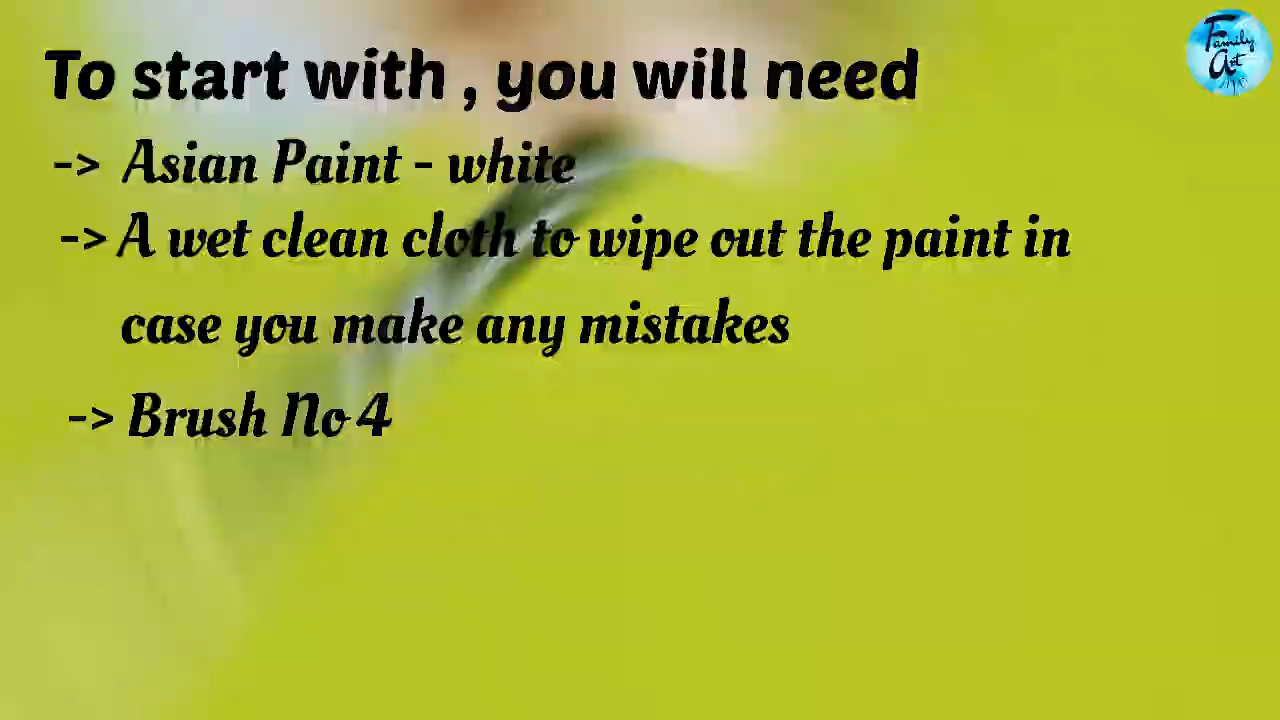 To start with , you will need
-> Asian Paint - white
-> A wet clean cloth to wipe out the paint in
case you make any mistakes
-> Brush No 4
Family
Art